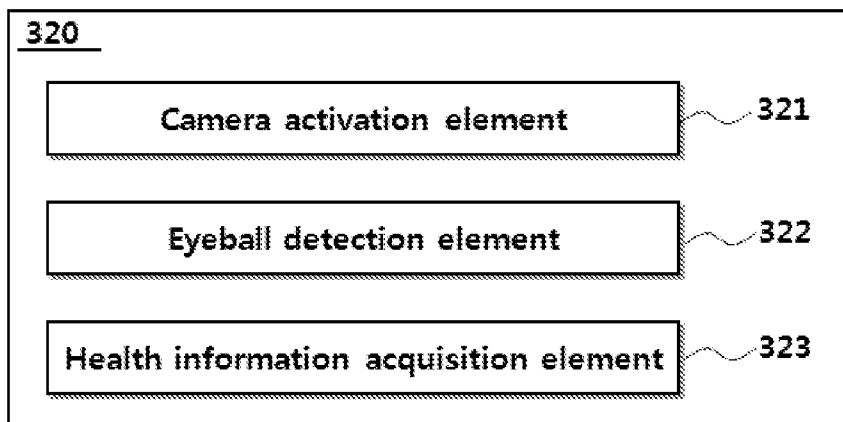 320
Camera activation element 321
Eyeball detection element 322
Health information acquisition element 323